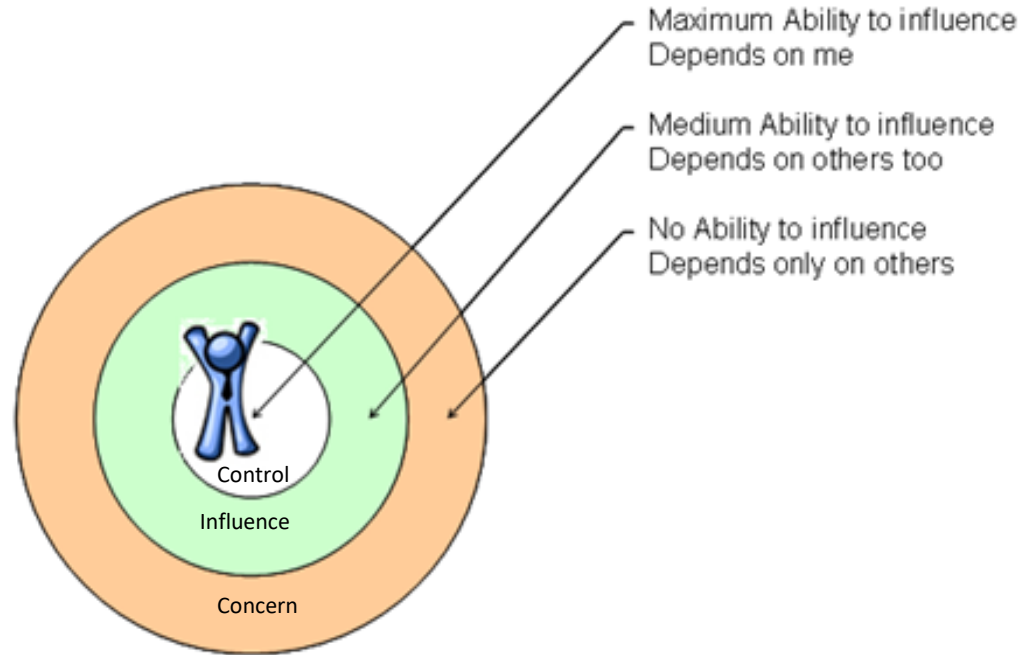 Maximum Ability to influence
Depends on me
Medium Ability to influence
Depends on others too
No Ability to influence
Depends only on others
Control
Influence
Concern